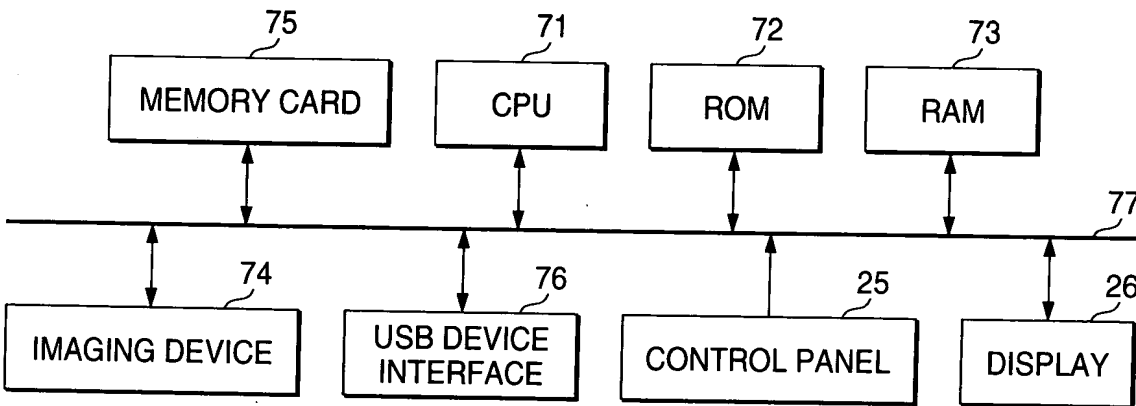 75
71
72
73
MEMORY CARD
CPU
ROM
RAM
77
74
76
25
26
IMAGING DEVICE
USB DEVICE
INTERFACE
CONTROL PANEL
DISPLAY